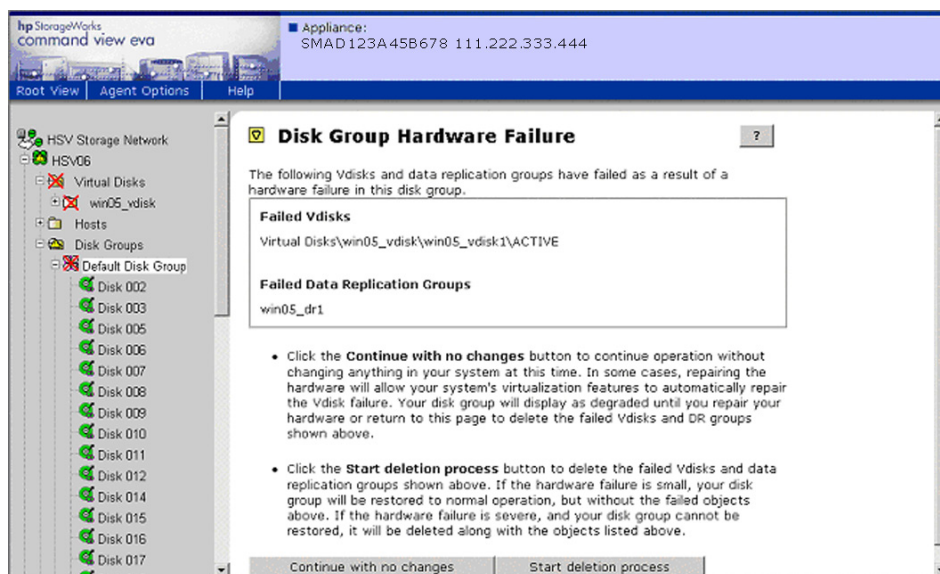 hp StorageWorks
command view eva
Appliance:
SMAD123A45B678 111.222.333.444
Root View
Agent Options
Help
HSV Storage Network
HSV06
Virtual Disks
win05_vdisk
Hosts
Disk Groups
Default Disk Group
Disk 002
Disk 003
Disk 005
Disk 006
Disk 007
Disk 008
Disk 009
Disk 010
Disk 011
Disk 012
Disk 014
Disk 015
Disk 016
Disk 017
Disk Group Hardware Failure
?
The following Vdisks and data replication groups have failed as a result of a
hardware failure in this disk group.
Failed Vdisks
Virtual Disks\win05_vdisk\win05_vdisk1\ACTIVE
Failed Data Replication Groups
win05_dr1
• Click the Continue with no changes button to continue operation without
changing anything in your system at this time. In some cases, repairing the
hardware will allow your system's virtualization features to automatically repair
the Vdisk failure. Your disk group will display as degraded until you repair your
hardware or return to this page to delete the failed Vdisks and DR groups
shown above.
• Click the Start deletion process button to delete the failed Vdisks and data
replication groups shown above. If the hardware failure is small, your disk
group will be restored to normal operation, but without the failed objects
above. If the hardware failure is severe, and your disk group cannot be
restored, it will be deleted along with the objects listed above.
Continue with no changes
Start deletion process